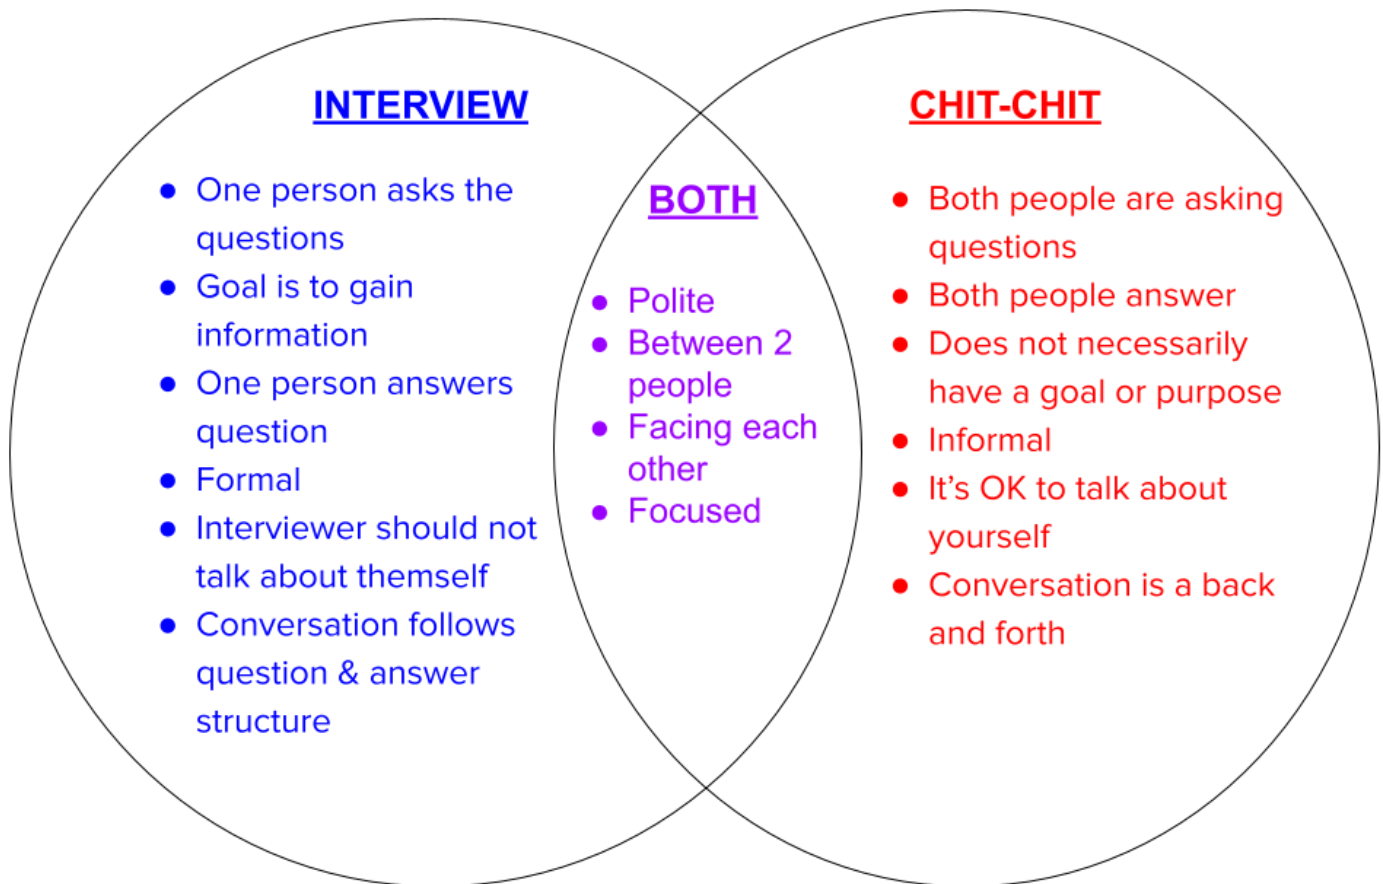 INTERVIEW
● One person asks the
questions
● Goal is to gain
information
● One person answers
question
● Formal
● Interviewer should not
talk about themself
● Conversation follows
question & answer
structure
BOTH
● Polite
● Between 2
people
● Facing each
other
● Focused
CHIT-CHIT
● Both people are asking
questions
● Both people answer
● Does not necessarily
have a goal or purpose
● Informal
● It’s OK to talk about
yourself
● Conversation is a back
and forth